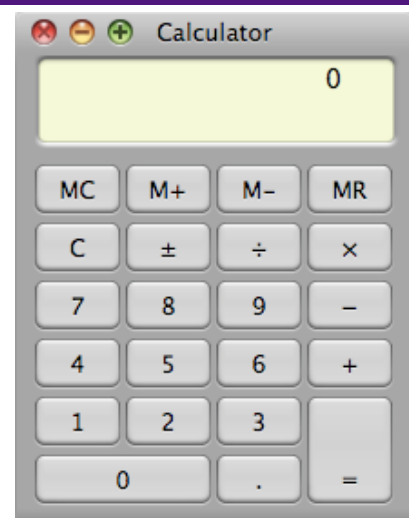 Calculator
0
MC M+ M− MR
C ± ÷ ×
7 8 9 −
4 5 6 +
1 2 3
0 . =